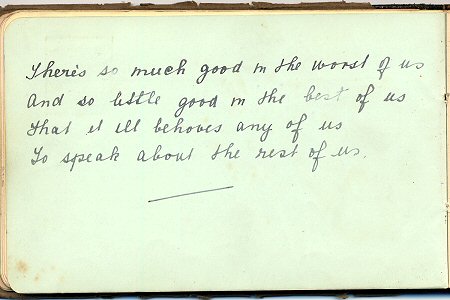 There's so much good in the worst of us
And so little good in the best of us
That it ill behoves any of us
To speak about the rest of us.